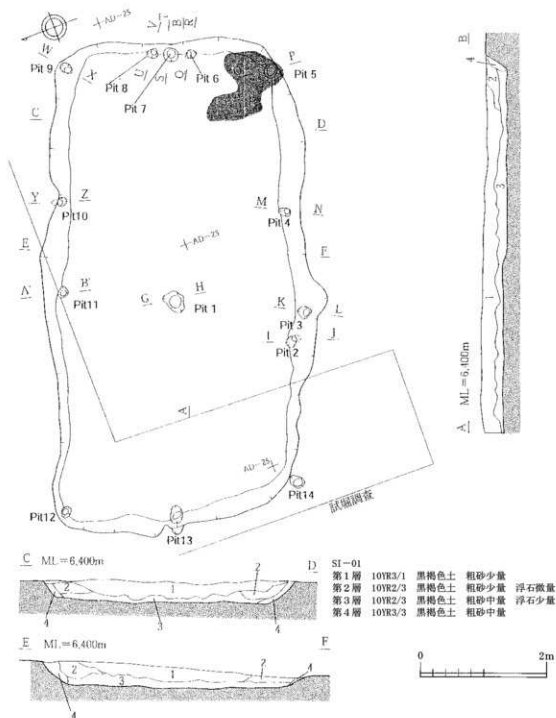 AD-25
V
T
B
R
W
Pit 9
X
Pit 8
U
Pit 7
S
Q
Pit 6
P
Pit 5
C
D
Y
Z
Pit10
M
N
Pit 4
E
AD-25
F
A'
B'
Pit11
G
H
Pit 1
K
L
Pit 3
I
J
Pit 2
A
AD-25
Pit14
試掘調査
Pit12
Pit13
B
4
2
3
1
ML=6,400m
A
C ML=6,400m D
2 1 2
4 3 4
E ML=6,400m F
2 3 1 2 4
4
SI-01
第1層 10YR3/1 黒褐色土 粗砂少量
第2層 10YR2/3 黒褐色土 粗砂少量 浮石微量
第3層 10YR2/3 黒褐色土 粗砂中量 浮石少量
第4層 10YR3/3 黒褐色土 粗砂中量
0 2m